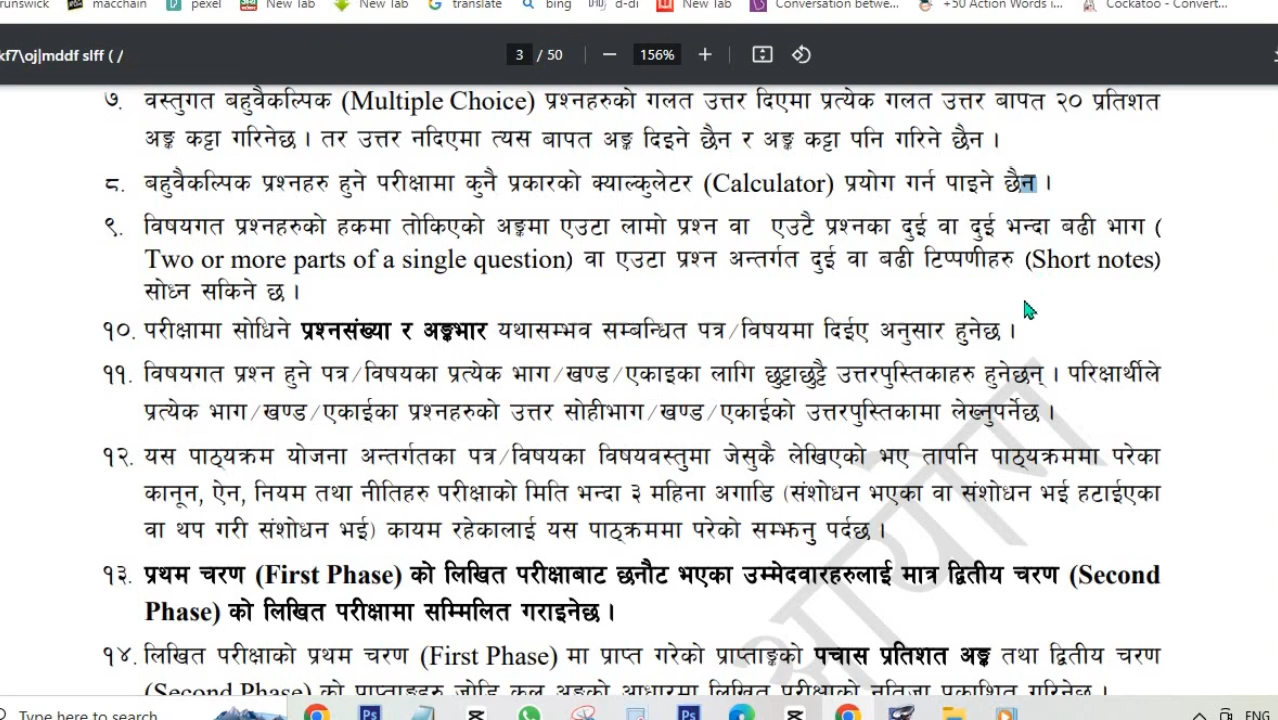 macchain
pexel
New Tab
New Tab
translate
bing
d-di
New Tab
Conversation betwe...
+50 Action Words i...
Cockatoo - Convert...
kf7\oj|mddf slff ( /
3 / 50
156%
७. वस्तुगत बहुवैकल्पिक (Multiple Choice) प्रश्नहरुको गलत उत्तर दिएमा प्रत्येक गलत उत्तर बापत २० प्रतिशत
अङ्क कट्टा गरिनेछ । तर उत्तर नदिएमा त्यस बापत अङ्क दिइने छैन र अङ्क कट्टा पनि गरिने छैन ।
८. बहुवैकल्पिक प्रश्नहरु हुने परीक्षामा कुनै प्रकारको क्याल्कुलेटर (Calculator) प्रयोग गर्न पाइने छैन ।
९. विषयगत प्रश्नहरुको हकमा तोकिएको अङ्कमा एउटा लामो प्रश्न वा एउटै प्रश्नका दुई वा दुई भन्दा बढी भाग (
Two or more parts of a single question) वा एउटा प्रश्न अन्तर्गत दुई वा बढी टिप्पणीहरु (Short notes)
सोध्न सकिने छ ।
१०. परीक्षामा सोधिने प्रश्नसंख्या र अङ्कभार यथासम्भव सम्बन्धित पत्र/विषयमा दिईए अनुसार हुनेछ ।
११. विषयगत प्रश्न हुने पत्र/विषयका प्रत्येक भाग/खण्ड/एकाइका लागि छुट्टाछुट्टै उत्तरपुस्तिकाहरु हुनेछन् । परिक्षार्थीले
प्रत्येक भाग/खण्ड/एकाईका प्रश्नहरुको उत्तर सोहीभाग/खण्ड/एकाईको उत्तरपुस्तिकामा लेख्नुपर्नेछ ।
१२. यस पाठ्यक्रम योजना अन्तर्गतका पत्र/विषयका विषयवस्तुमा जेसुकै लेखिएको भए तापनि पाठ्यक्रममा परेका
कानून, ऐन, नियम तथा नीतिहरु परीक्षाको मिति भन्दा ३ महिना अगाडि (संशोधन भएका वा संशोधन भई हटाईएका
वा थप गरी संशोधन भई) कायम रहेकालाई यस पाठ्क्रममा परेको सम्झनु पर्दछ ।
१३. प्रथम चरण (First Phase) को लिखित परीक्षाबाट छनौट भएका उम्मेदवारहरुलाई मात्र द्वितीय चरण (Second
Phase) को लिखित परीक्षामा सम्मिलित गराइनेछ ।
१४. लिखित परीक्षाको प्रथम चरण (First Phase) मा प्राप्त गरेको प्राप्ताङ्कको पचास प्रतिशत अङ्क तथा द्वितीय चरण
(Second Phase) को प्राप्ताङ्कहरु जोडि कुल अङ्कको आधारमा लिखित परीक्षाको नतिजा प्रकाशित गरिनेछ ।
आयोग
Type here to search
ENG